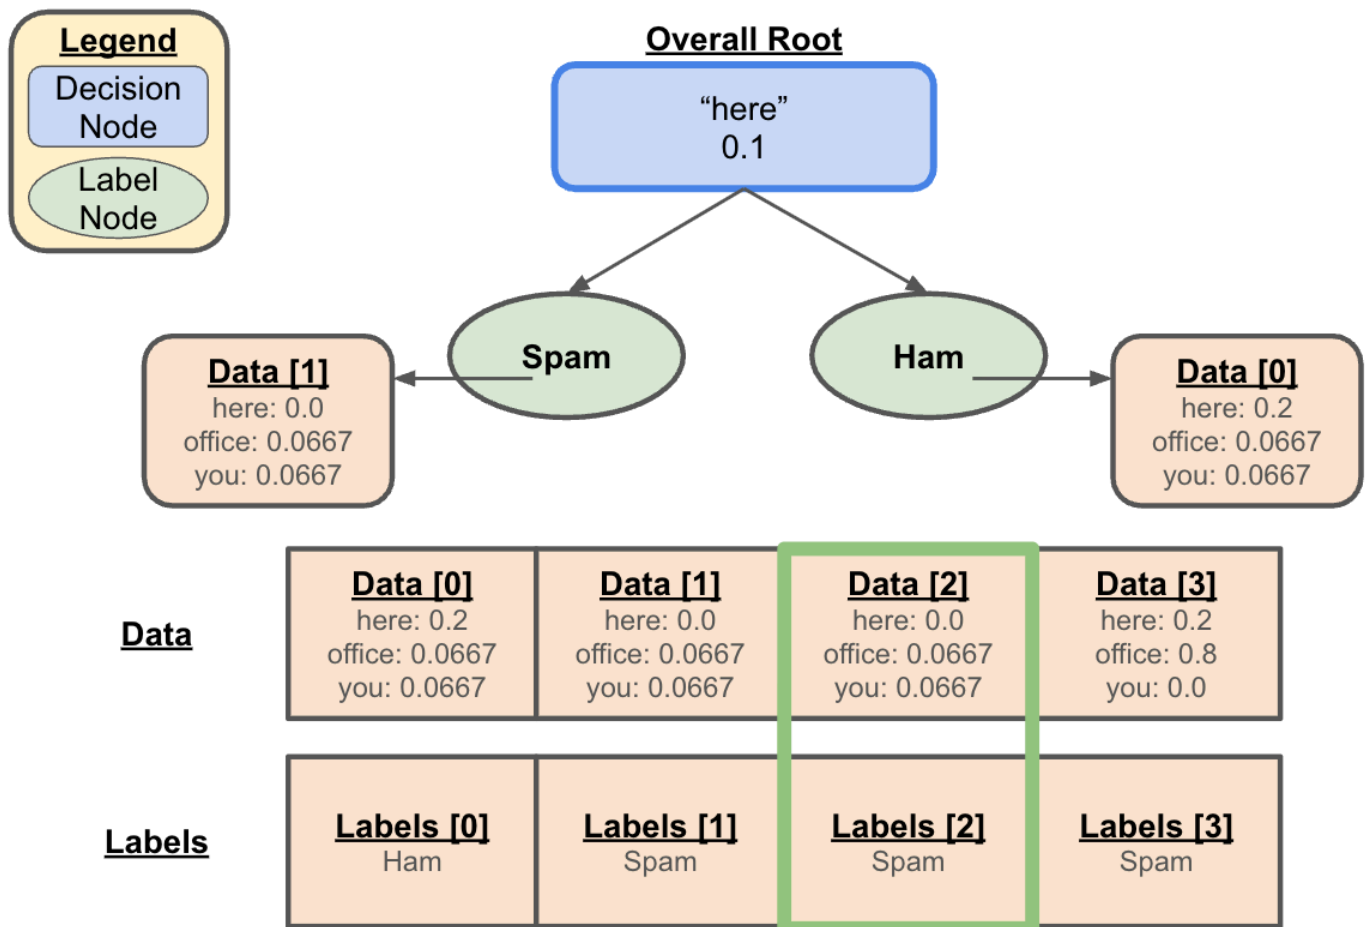 Legend
Decision
Node
Label
Node
Overall Root
“here”
0.1
Spam
Ham
Data [1]
here: 0.0
office: 0.0667
you: 0.0667
Data [0]
here: 0.2
office: 0.0667
you: 0.0667
Data
Data [0]
here: 0.2
office: 0.0667
you: 0.0667
Data [1]
here: 0.0
office: 0.0667
you: 0.0667
Data [2]
here: 0.0
office: 0.0667
you: 0.0667
Data [3]
here: 0.2
office: 0.8
you: 0.0
Labels
Labels [0]
Ham
Labels [1]
Spam
Labels [2]
Spam
Labels [3]
Spam